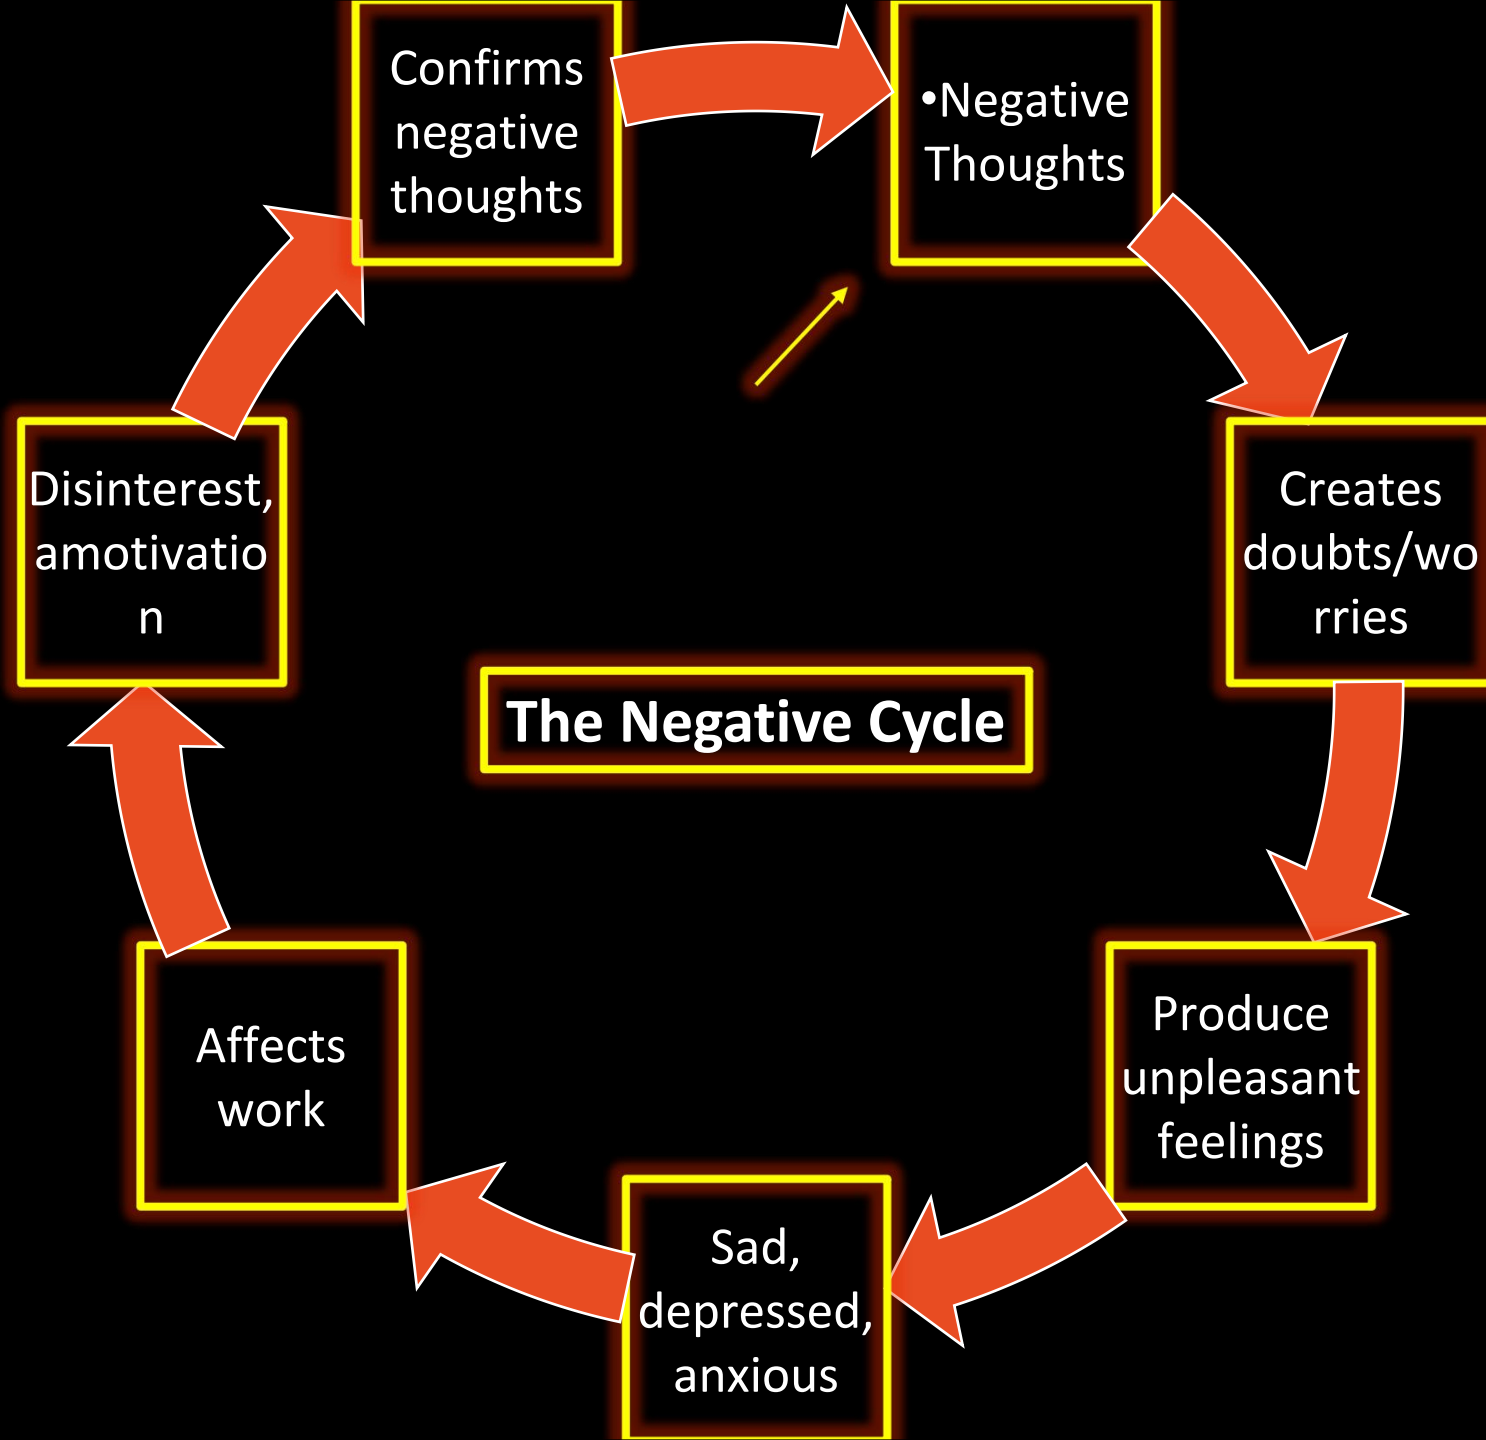 Confirms
negative
thoughts
•Negative
Thoughts
Creates
doubts/wo
rries
Produce
unpleasant
feelings
Sad,
depressed,
anxious
Affects
work
Disinterest,
amotivatio
n
The Negative Cycle